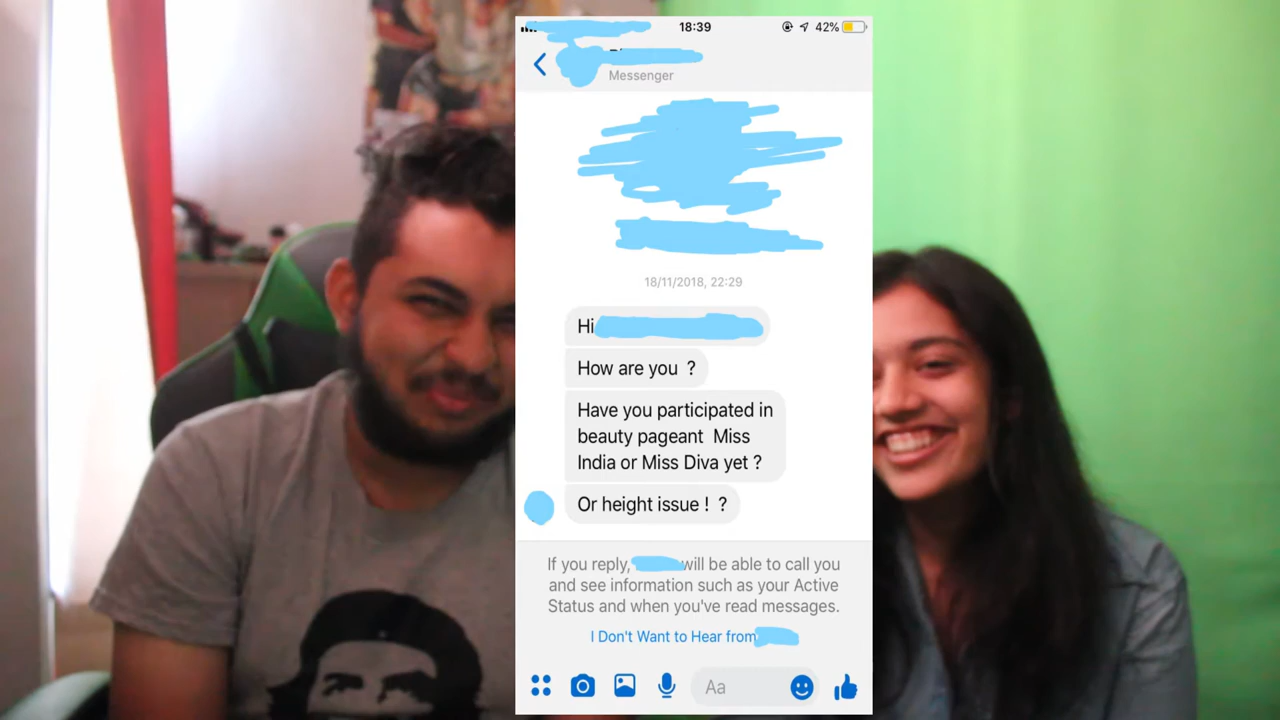 18:39
42%
Messenger
18/11/2018, 22:29
Hi
How are you ?
Have you participated in
beauty pageant Miss
India or Miss Diva yet ?
Or height issue ! ?
If you reply, will be able to call you
and see information such as your Active
Status and when you've read messages.
I Don't Want to Hear from
Aa